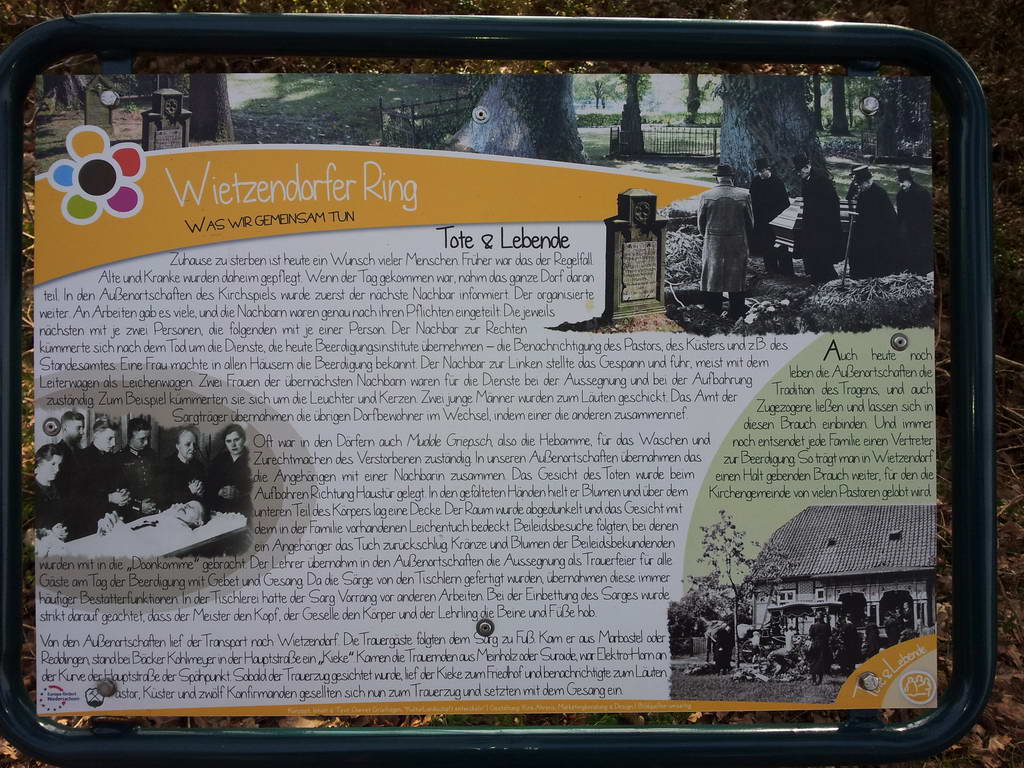 Wietzendorfer Ring
Was wir gemeinsam tun
Tote & Lebende
Zuhause zu sterben ist heute ein Wunsch vieler Menschen. Früher war das der Regelfall.
Alte und Kranke wurden daheim gepflegt. Wenn der Tag gekommen war, nahm das ganze Dorf daran
teil. In den Außenortschaften des Kirchspiels wurde zuerst der nächste Nachbar informiert. Der organisierte
weiter. An Arbeiten gab es viele, und die Nachbarn waren genau nach ihren Pflichten eingeteilt: Die jeweils
nächsten mit je zwei Personen, die folgenden mit je einer Person. Der Nachbar zur Rechten
kümmerte sich nach dem Tod um die Dienste, die heute Beerdigungsinstitute übernehmen – die Benachrichtigung des Pastors, des Küsters und z.B. des
Standesamtes. Eine Frau machte in allen Häusern die Beerdigung bekannt. Der Nachbar zur Linken stellte das Gespann und fuhr, meist mit dem
Leiterwagen als Leichenwagen. Zwei Frauen der übernächsten Nachbarn waren für die Dienste bei der Aussegnung und bei der Aufbahrung
zuständig. Zum Beispiel kümmerten sie sich um die Leuchter und Kerzen. Zwei junge Männer wurden zum Läuten geschickt. Das Amt der
Sargträger übernahmen die übrigen Dorfbewohner im Wechsel, indem einer die anderen zusammenrief.
Oft war in den Dörfern auch Mudde Griepsch, also die Hebamme, für das Waschen und
Zurechtmachen des Verstorbenen zuständig. In unseren Außenortschaften übernahmen das
die Angehörigen mit einer Nachbarin zusammen. Das Gesicht des Toten wurde beim
Aufbahren Richtung Haustür gelegt. In den gefalteten Händen hielt er Blumen und über dem
unteren Teil des Körpers lag eine Decke. Der Raum wurde abgedunkelt und das Gesicht mit
dem in der Familie vorhandenen Leichentuch bedeckt. Beileidsbesuche folgten, bei denen
ein Angehöriger das Tuch zurückschlug. Kränze und Blumen der Beileidsbekundenden
wurden mit in die „Doonkomme“ gebracht. Der Lehrer übernahm in den Außenortschaften die Aussegnung als Trauerfeier für alle
Gäste am Tag der Beerdigung mit Gebet und Gesang. Da die Särge von den Tischlern gefertigt wurden, übernahmen diese immer
häufiger Bestatterfunktionen. In der Tischlerei hatte der Sarg Vorrang vor anderen Arbeiten. Bei der Einbettung des Sarges wurde
strikt darauf geachtet, dass der Meister den Kopf, der Geselle den Körper und der Lehrling die Beine und Füße hob.
Von den Außenortschaften lief der Transport nach Wietzendorf. Die Trauergäste folgten dem Sarg zu Fuß. Kam er aus Marbostel oder
Reddingen, stand bei Bäcker Kohlmeyer in der Hauptstraße ein „Kieke“. Kamen die Trauernden aus Meinholz oder Suroide, war Elektro-Horn an
der Kurve der Hauptstraße der Spähpunkt. Sobald der Trauerzug gesichtet wurde, lief der Kieke zum Friedhof und benachrichtigte zum Läuten.
Pastor, Küster und zwölf Konfirmanden gesellten sich nun zum Trauerzug und setzten mit dem Gesang ein.
Auch heute noch
leben die Außenortschaften die
Tradition des Tragens, und auch
Zugezogene ließen und lassen sich in
diesen Brauch einbinden. Und immer
noch entsendet jede Familie einen Vertreter
zur Beerdigung. So trägt man in Wietzendorf
einen Halt gebenden Brauch weiter, für den die
Kirchengemeinde von vielen Pastoren gelobt wird.
Tote & Lebende
Europa fördert
Niedersachsen